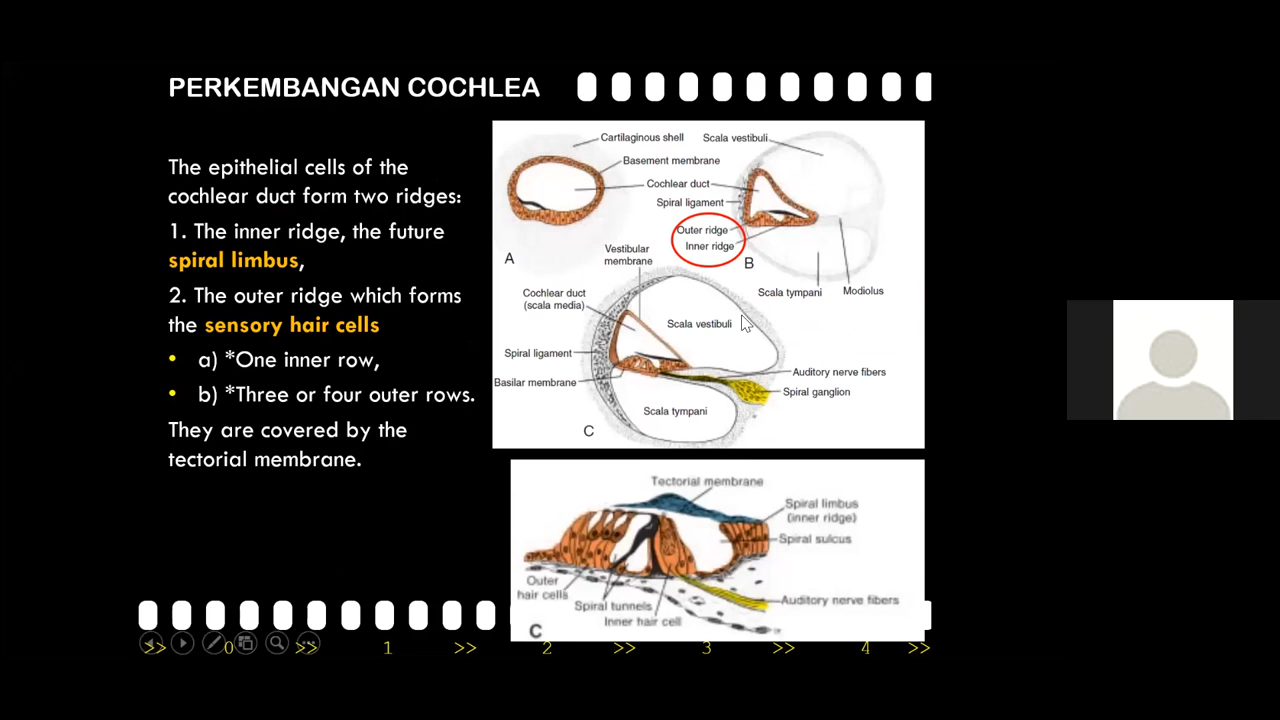 PERKEMBANGAN COCHLEA
The epithelial cells of the
cochlear duct form two ridges:
1. The inner ridge, the future
spiral limbus,
2. The outer ridge which forms
the sensory hair cells
• a) *One inner row,
• b) *Three or four outer rows.
They are covered by the
tectorial membrane.
Cartilaginous shell
Scala vestibuli
Basement membrane
Cochlear duct
Spiral ligament
Outer ridge
Inner ridge
A
B
Scala tympani
Modiolus
Vestibular
membrane
Cochlear duct
(scala media)
Scala vestibuli
Spiral ligament
Auditory nerve fibers
Basilar membrane
Spiral ganglion
Scala tympani
C
Tectorial membrane
Spiral limbus
(inner ridge)
Spiral sulcus
Outer
hair cells
Spiral tunnels
Inner hair cell
Auditory nerve fibers
C
>> 0 >> 1 >> 2 >> 3 >> 4 >>